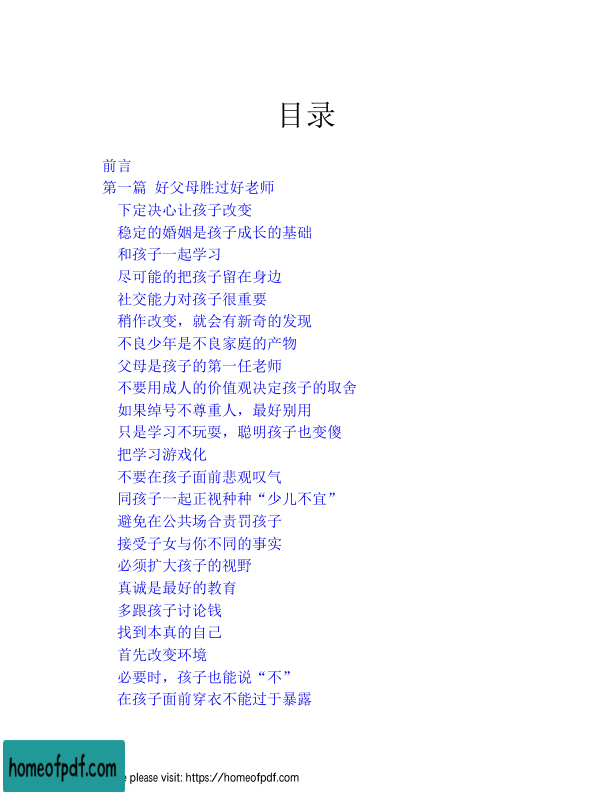 目录
前言
第一篇 好父母胜过好老师
下定决心让孩子改变
稳定的婚姻是孩子成长的基础
和孩子一起学习
尽可能的把孩子留在身边
社交能力对孩子很重要
稍作改变，就会有新奇的发现
不良少年是不良家庭的产物
父母是孩子的第一任老师
不要用成人的价值观决定孩子的取舍
如果绰号不尊重人，最好别用
只是学习不玩耍，聪明孩子也变傻
把学习游戏化
不要在孩子面前悲观叹气
同孩子一起正视种种“少儿不宜”
避免在公共场合责罚孩子
接受子女与你不同的事实
必须扩大孩子的视野
真诚是最好的教育
多跟孩子讨论钱
找到本真的自己
首先改变环境
必要时，孩子也能说“不”
在孩子面前穿衣不能过于暴露
homeofpdf.com
please visit: https://homeofpdf.com